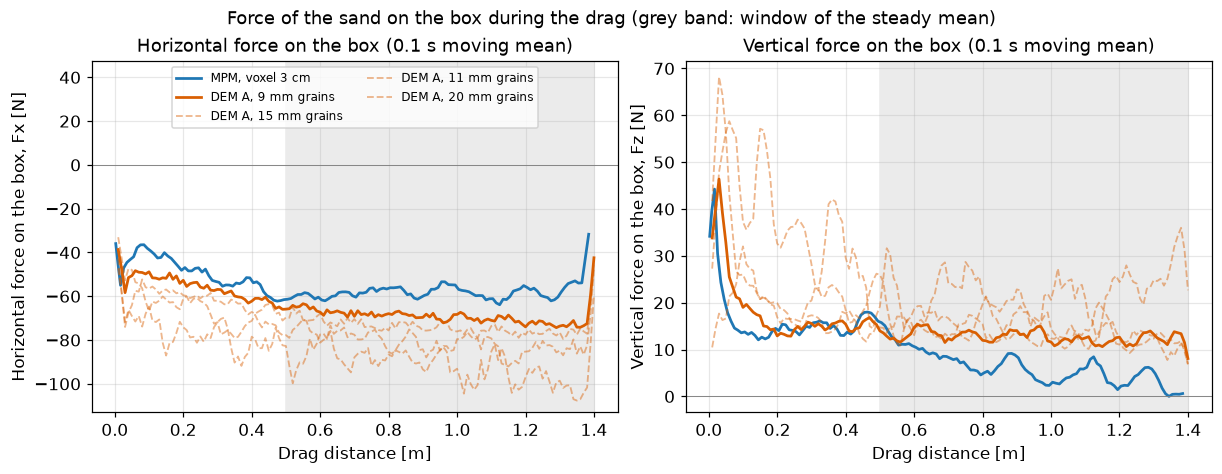 Force of the sand on the box during the drag (grey band: window of the steady mean)
Horizontal force on the box (0.1 s moving mean)
Horizontal force on the box, Fx [N]
40
20
0
−20
−40
−60
−80
−100
MPM, voxel 3 cm
DEM A, 9 mm grains
DEM A, 15 mm grains
DEM A, 11 mm grains
DEM A, 20 mm grains
0.0 0.2 0.4 0.6 0.8 1.0 1.2 1.4
Drag distance [m]
Vertical force on the box (0.1 s moving mean)
Vertical force on the box, Fz [N]
70
60
50
40
30
20
10
0
0.0 0.2 0.4 0.6 0.8 1.0 1.2 1.4
Drag distance [m]